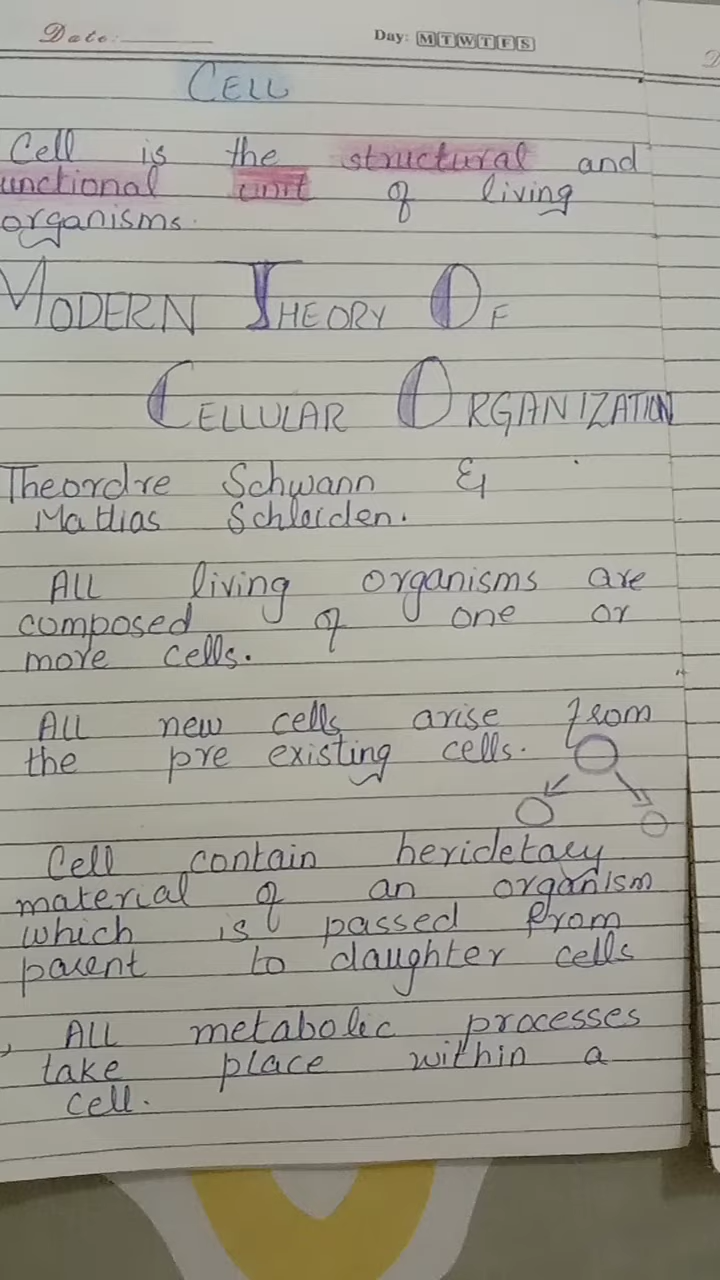 Date:
Day: M T W T F S
CELL
Cell is the structural and
unctional unit of living
organisms.
MODERN THEORY OF
CELLULAR ORGANIZATION
Theordre Schwann &
Mathias Schleiden.
All living organisms are
composed of one or
more cells.
All new cells arise from
the pre existing cells.
Cell contain heridetary
material of an organism
which is passed from
parent to daughter cells
All metabolic processes
take place within a
cell.